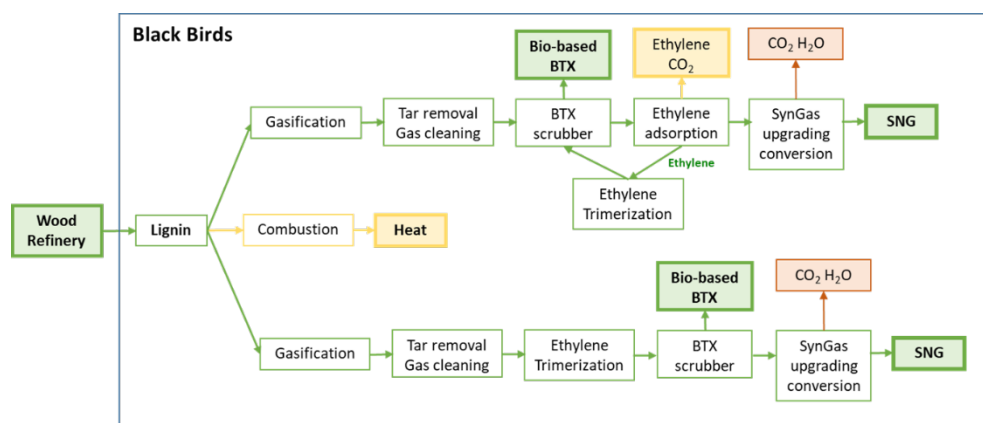 Black Birds
Bio-based
BTX
Ethylene
CO₂
CO₂ H₂O
Gasification
Tar removal
Gas cleaning
BTX
scrubber
Ethylene
adsorption
SynGas
upgrading
conversion
SNG
Ethylene
Ethylene
Trimerization
Wood
Refinery
Lignin
Combustion
Heat
Bio-based
BTX
CO₂ H₂O
Gasification
Tar removal
Gas cleaning
Ethylene
Trimerization
BTX
scrubber
SynGas
upgrading
conversion
SNG